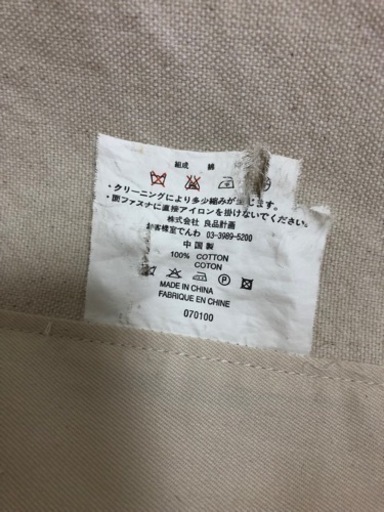 組成 綿
・クリーニングにより多少縮みが生じます。
・面ファスナに直接アイロンを掛けないでください。
株式会社 良品計画
お客様室でんわ 03-3989-5200
中国製
100% COTTON
COTON
MADE IN CHINA
FABRIQUE EN CHINE
070100